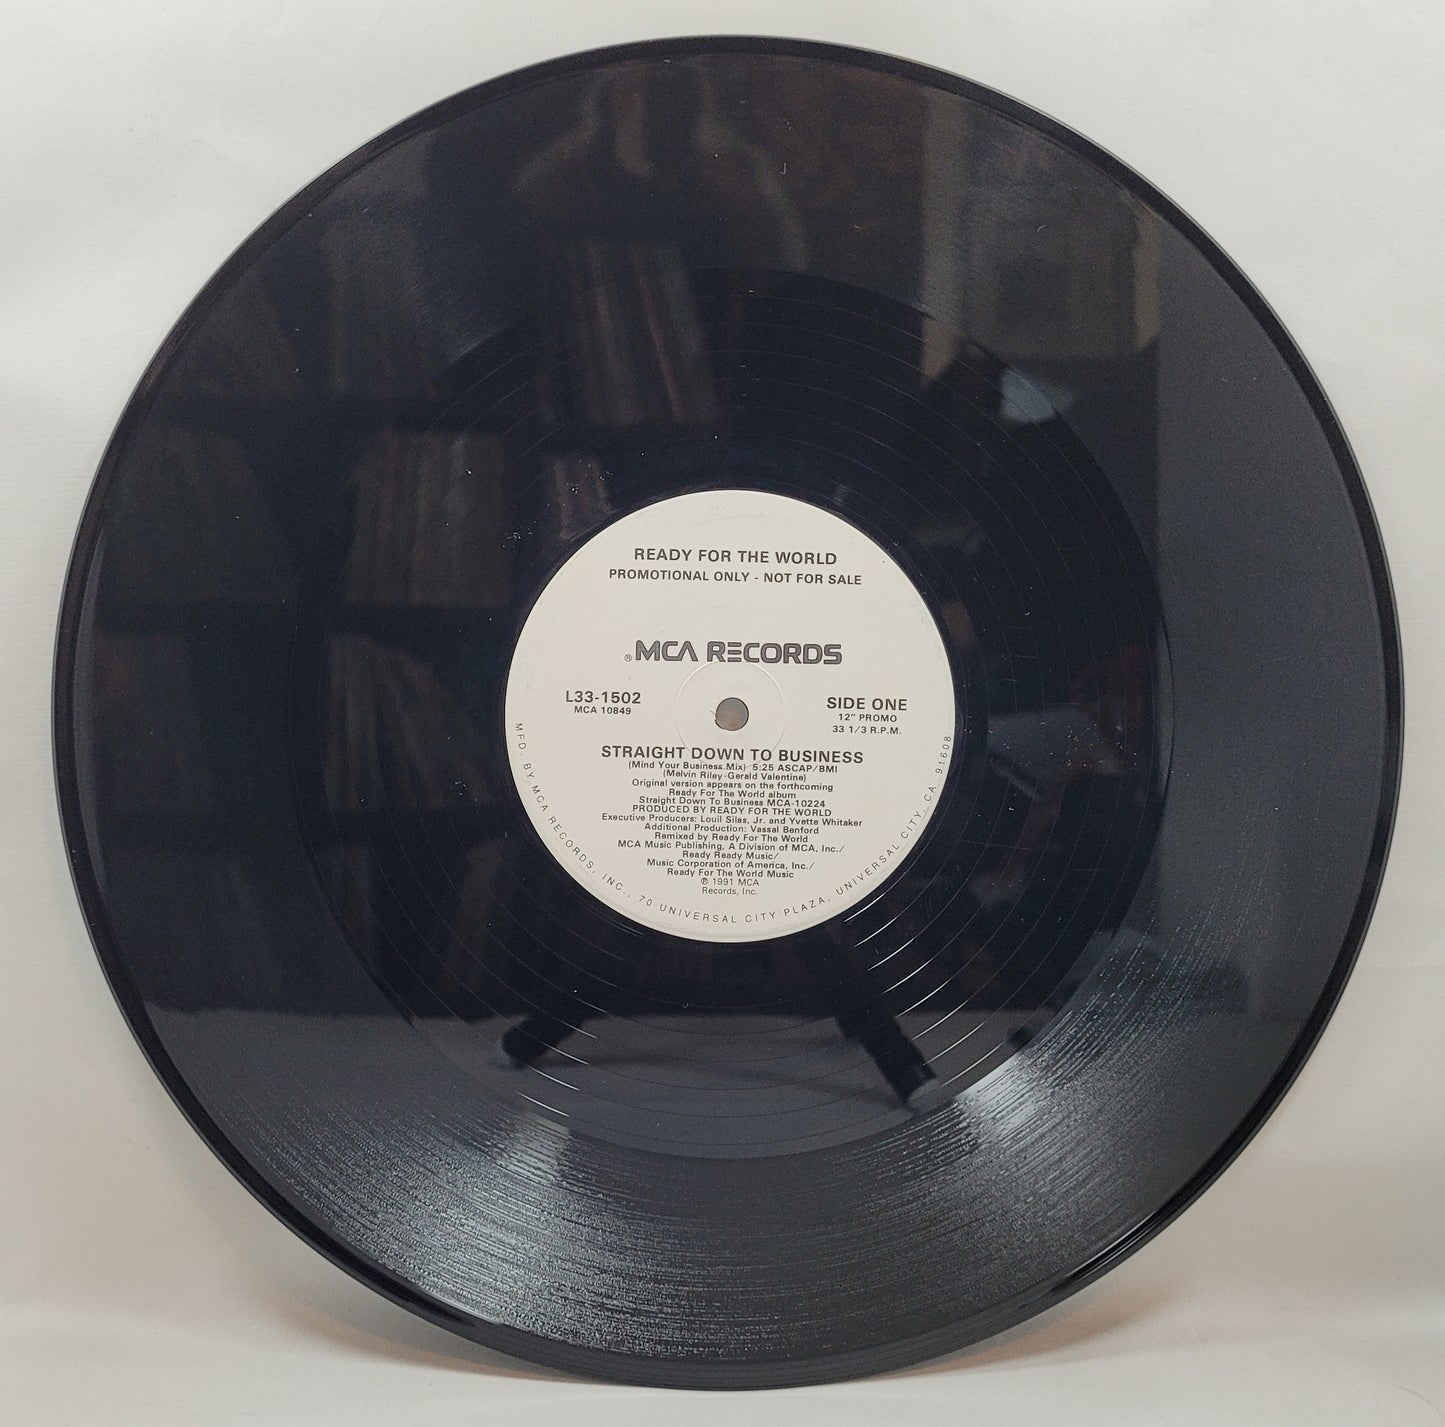 READY FOR THE WORLD
PROMOTIONAL ONLY - NOT FOR SALE
® MCA RECORDS
L33-1502
MCA 10849
SIDE ONE
12" PROMO
33 1/3 R.P.M.
STRAIGHT DOWN TO BUSINESS
(Mind Your Business Mix) 5:25 ASCAP/BMI
(Melvin Riley-Gerald Valentine)
Original version appears on the forthcoming
Ready For The World album
Straight Down To Business MCA-10224
PRODUCED BY READY FOR THE WORLD
Executive Producers: Louil Silas, Jr. and Yvette Whitaker
Additional Production: Vassal Benford
Remixed by Ready For The World
MCA Music Publishing, A Division of MCA, Inc./
Ready Ready Music/
Music Corporation of America, Inc./
Ready For The World Music
℗ 1991 MCA
Records, Inc.
MFD. BY MCA RECORDS, INC., 70 UNIVERSAL CITY PLAZA, UNIVERSAL CITY, CA. 91608